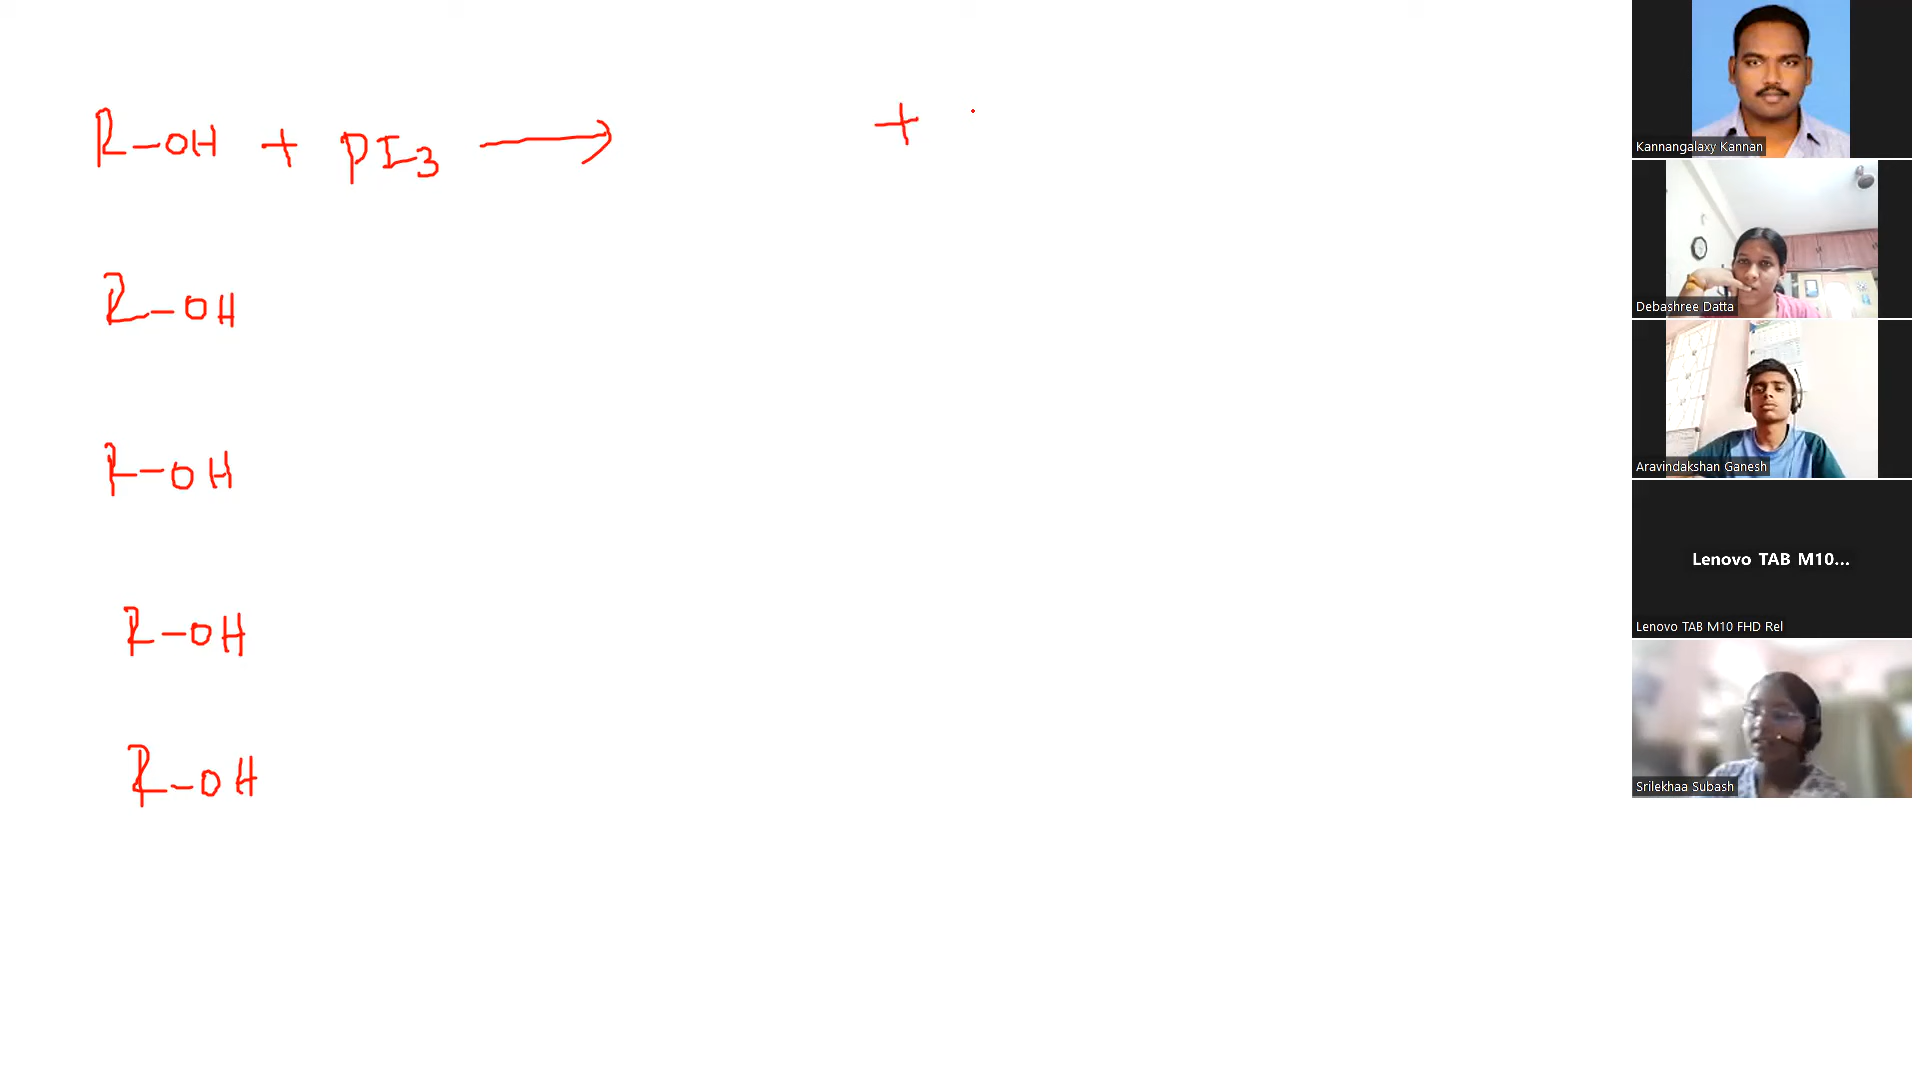 R-OH + PI3 ⟶ +
R-OH
R-OH
R-OH
R-OH
Kannangalaxy Kannan
Debashree Datta
Aravindakshan Ganesh
Lenovo TAB M10...
Lenovo TAB M10 FHD Rel
Srilekhaa Subash